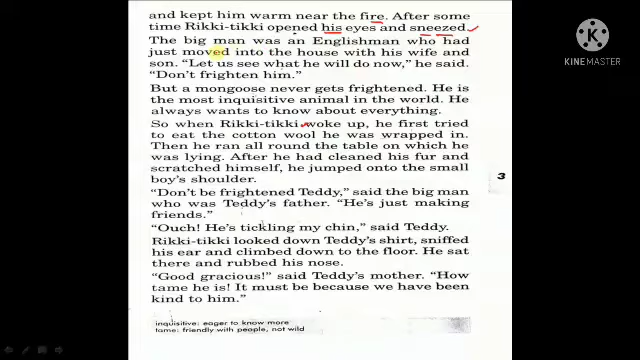 and kept him warm near the fire. After some
time Rikki-tikki opened his eyes and sneezed.
The big man was an Englishman who had
just moved into the house with his wife and
son. “Let us see what he will do now,” he said.
“Don’t frighten him.”
But a mongoose never gets frightened. He is
the most inquisitive animal in the world. He
always wants to know about everything.
So when Rikki-tikki woke up, he first tried
to eat the cotton wool he was wrapped in.
Then he ran all round the table on which he
was lying. After he had cleaned his fur and
scratched himself, he jumped onto the small
boy’s shoulder.
“Don’t be frightened Teddy,” said the big man
who was Teddy’s father. “He’s just making
friends.”
“Ouch! He’s tickling my chin,” said Teddy.
Rikki-tikki looked down Teddy’s shirt, sniffed
his ear and climbed down to the floor. He sat
there and rubbed his nose.
“Good gracious!” said Teddy’s mother. “How
tame he is! It must be because we have been
kind to him.”
inquisitive: eager to know more
tame: friendly with people, not wild
3
Made with
KINEMASTER